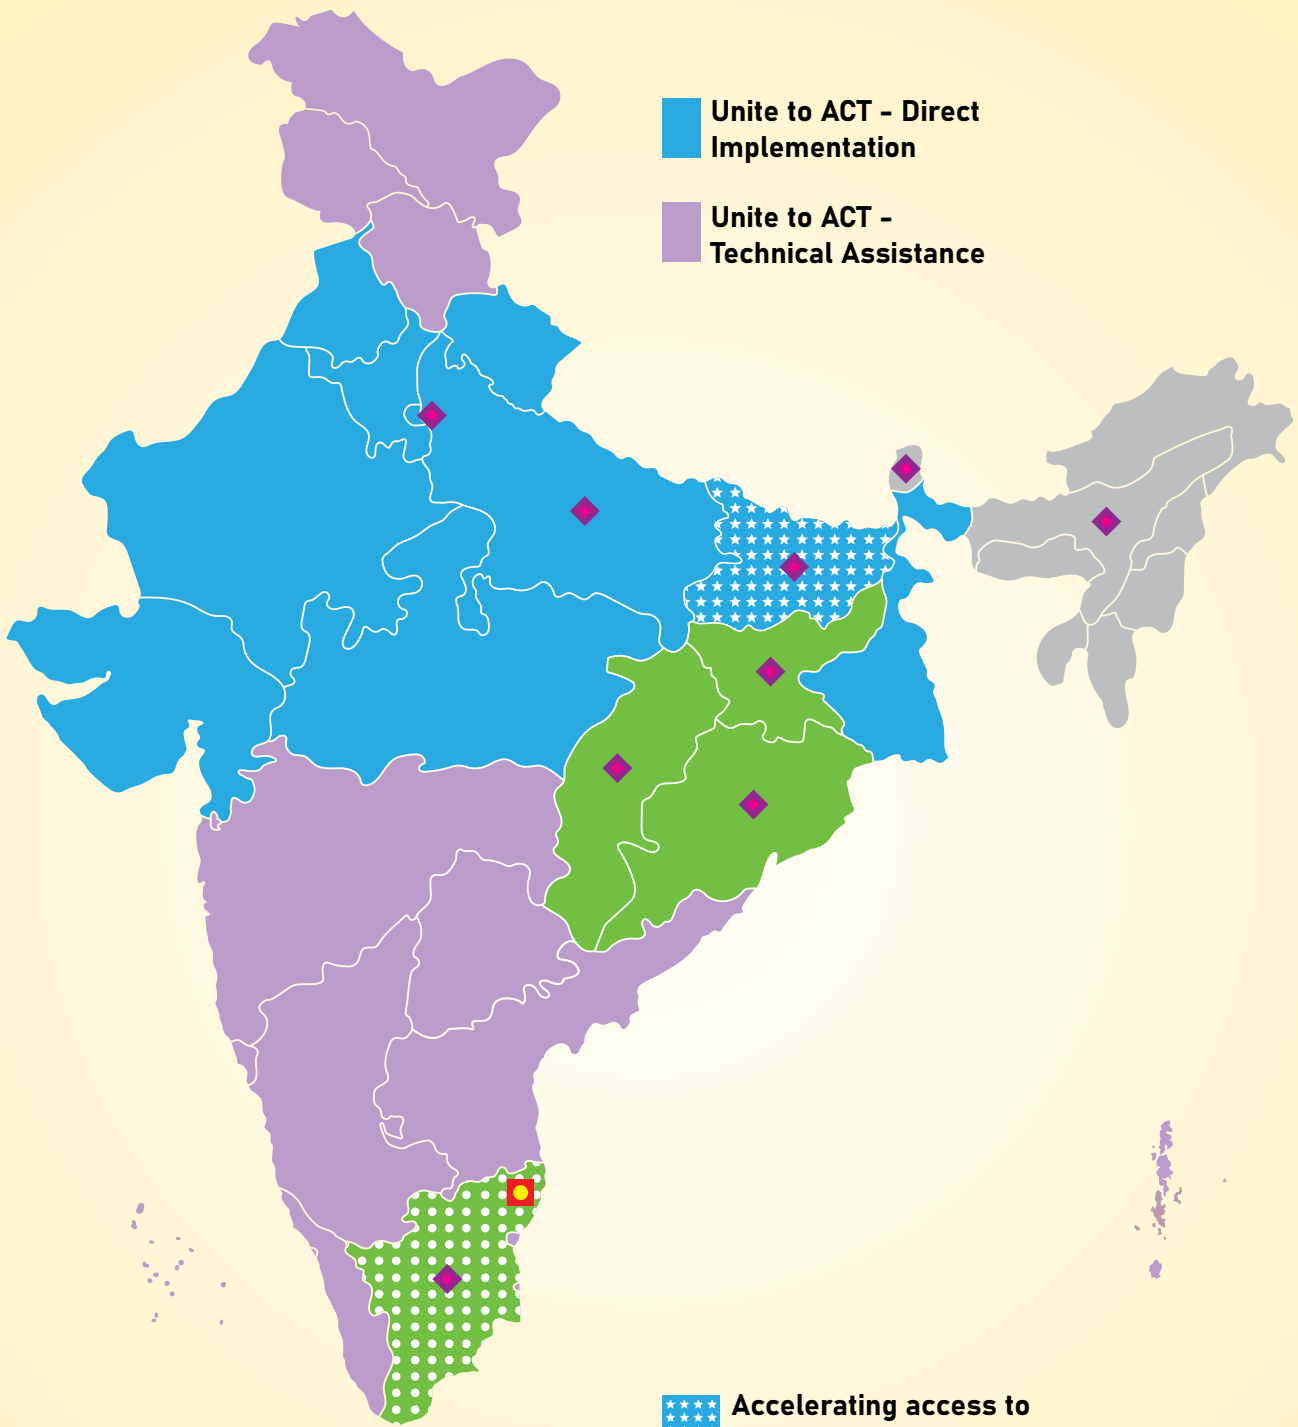 Unite to ACT - Direct
Implementation
Unite to ACT -
Technical Assistance
Accelerating access to